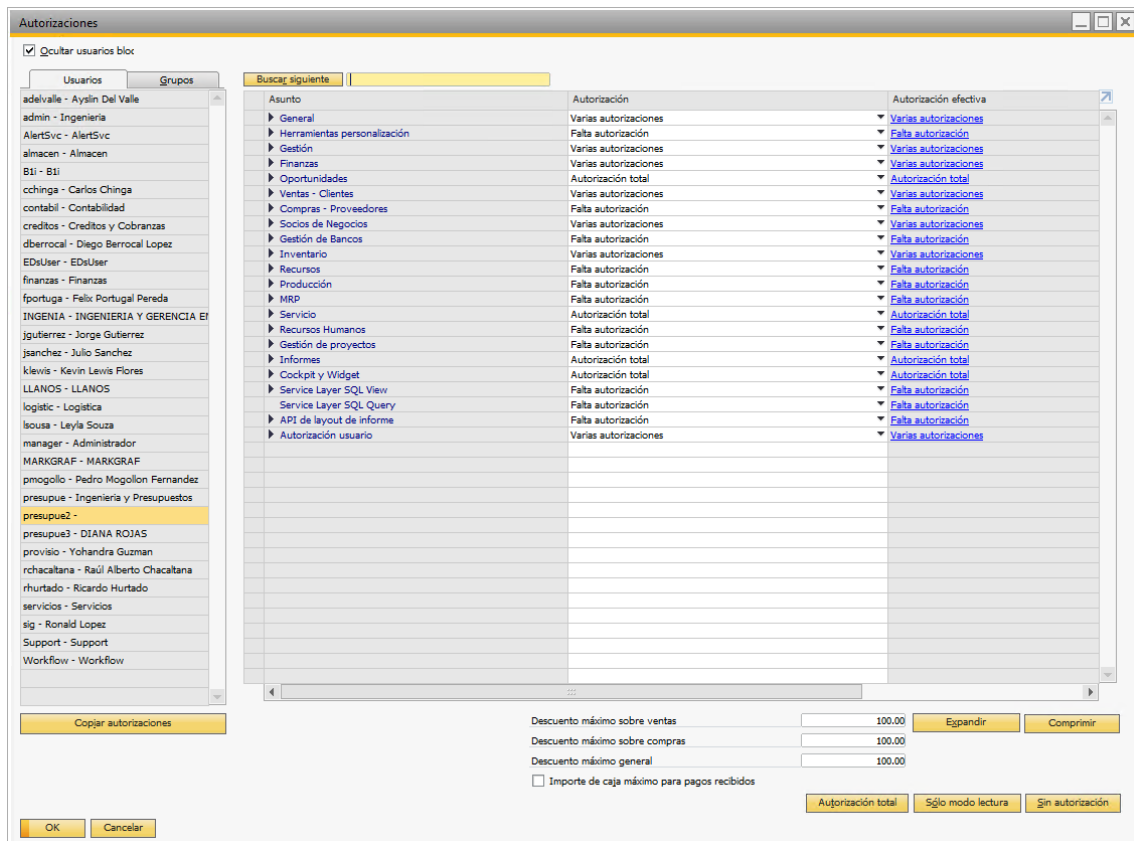 Autorizaciones
Ocultar usuarios bloc
Usuarios Grupos Buscar siguiente
Asunto Autorización Autorización efectiva
adelvalle - Ayslin Del Valle
admin - Ingenieria
AlertSvc - AlertSvc
almacen - Almacen
B1i - B1i
cchinga - Carlos Chinga
contabil - Contabilidad
creditos - Creditos y Cobranzas
dberrocal - Diego Berrocal Lopez
EDsUser - EDsUser
finanzas - Finanzas
fportuga - Felix Portugal Pereda
INGENIA - INGENIERIA Y GERENCIA EN
jgutierrez - Jorge Gutierrez
jsanchez - Julio Sanchez
klewis - Kevin Lewis Flores
LLANOS - LLANOS
logistic - Logistica
lsousa - Leyla Souza
manager - Administrador
MARKGRAF - MARKGRAF
pmogollo - Pedro Mogollon Fernandez
presupue - Ingenieria y Presupuestos
presupue2 -
presupue3 - DIANA ROJAS
provisio - Yohandra Guzman
rchacaltana - Raúl Alberto Chacaltana
rhurtado - Ricardo Hurtado
servicios - Servicios
sig - Ronald Lopez
Support - Support
Workflow - Workflow
General Varias autorizaciones Varias autorizaciones
Herramientas personalización Falta autorización Falta autorización
Gestión Varias autorizaciones Varias autorizaciones
Finanzas Varias autorizaciones Varias autorizaciones
Oportunidades Autorización total Autorización total
Ventas - Clientes Varias autorizaciones Varias autorizaciones
Compras - Proveedores Falta autorización Falta autorización
Socios de Negocios Varias autorizaciones Varias autorizaciones
Gestión de Bancos Falta autorización Falta autorización
Inventario Varias autorizaciones Varias autorizaciones
Recursos Falta autorización Falta autorización
Producción Falta autorización Falta autorización
MRP Falta autorización Falta autorización
Servicio Autorización total Autorización total
Recursos Humanos Falta autorización Falta autorización
Gestión de proyectos Falta autorización Falta autorización
Informes Autorización total Autorización total
Cockpit y Widget Autorización total Autorización total
Service Layer SQL View Falta autorización Falta autorización
Service Layer SQL Query Falta autorización Falta autorización
API de layout de informe Falta autorización Falta autorización
Autorización usuario Varias autorizaciones Varias autorizaciones
Copiar autorizaciones
Descuento máximo sobre ventas 100.00 Expandir Comprimir
Descuento máximo sobre compras 100.00
Descuento máximo general 100.00
Importe de caja máximo para pagos recibidos
Autorización total Sólo modo lectura Sin autorización
OK Cancelar